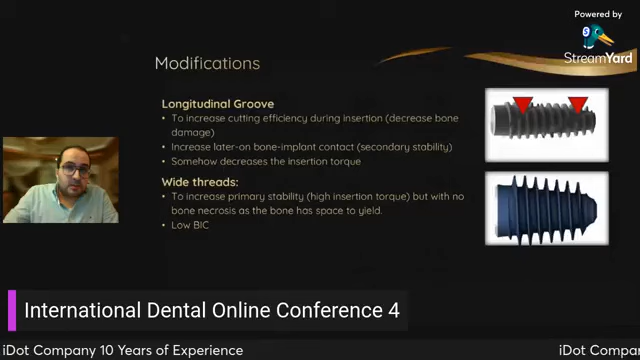 Powered by
StreamYard
Modifications
Longitudinal Groove
• To increase cutting efficiency during insertion (decrease bone
damage)
• Increase later-on bone-implant contact (secondary stability)
• Somehow decreases the insertion torque
Wide threads:
• To increase primary stability (high insertion torque) but with no
bone necrosis as the bone has space to yield.
• Low BIC
International Dental Online Conference 4
iDot Company 10 Years of Experience
iDot Compa